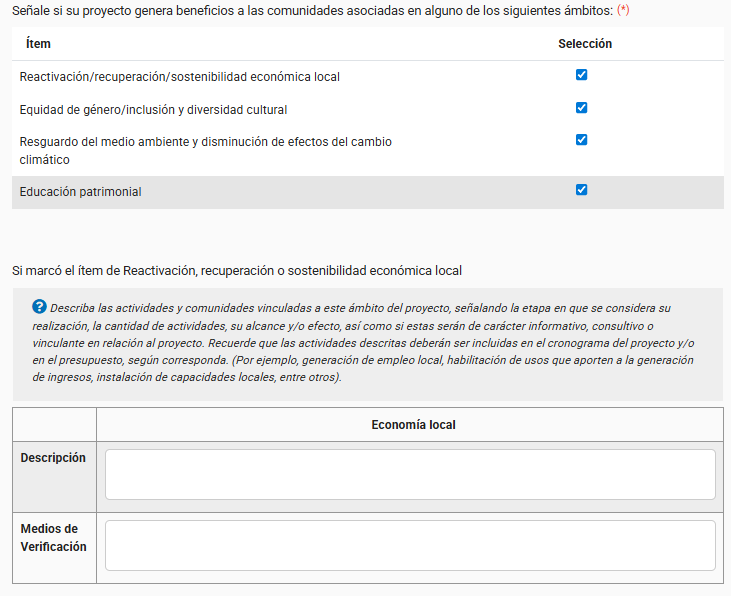 Señale si su proyecto genera beneficios a las comunidades asociadas en alguno de los siguientes ámbitos: (*)
Ítem Selección
Reactivación/recuperación/sostenibilidad económica local
Equidad de género/inclusión y diversidad cultural
Resguardo del medio ambiente y disminución de efectos del cambio
climático
Educación patrimonial
Si marcó el ítem de Reactivación, recuperación o sostenibilidad económica local
? Describa las actividades y comunidades vinculadas a este ámbito del proyecto, señalando la etapa en que se considera su
realización, la cantidad de actividades, su alcance y/o efecto, así como si estas serán de carácter informativo, consultivo o
vinculante en relación al proyecto. Recuerde que las actividades descritas deberán ser incluidas en el cronograma del proyecto y/o
en el presupuesto, según corresponda. (Por ejemplo, generación de empleo local, habilitación de usos que aporten a la generación
de ingresos, instalación de capacidades locales, entre otros).
Economía local
Descripción
Medios de
Verificación